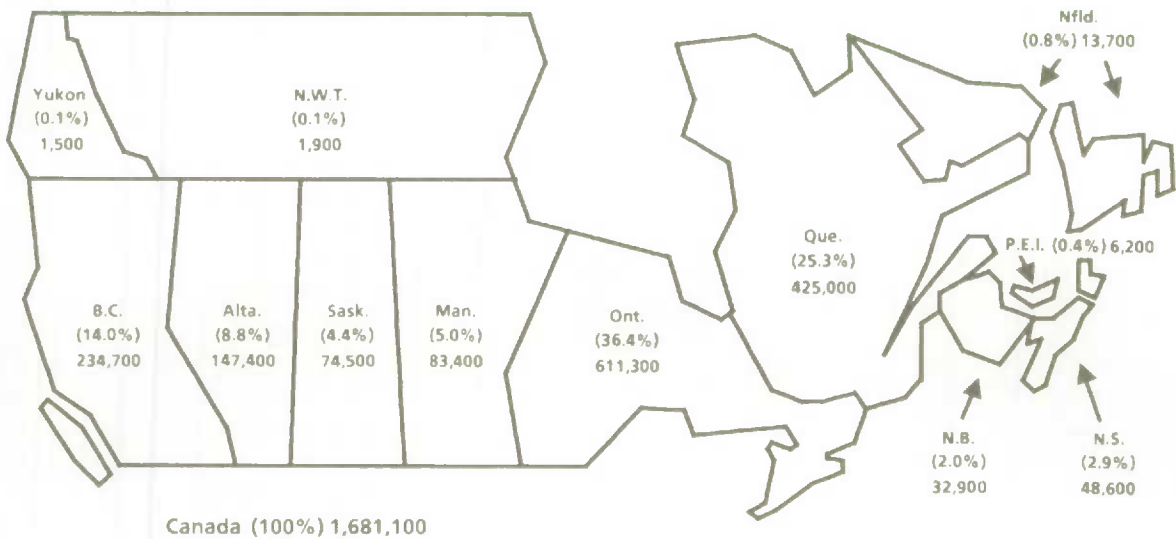 Nfld.
(0.8%) 13,700
Yukon
(0.1%)
1,500
N.W.T.
(0.1%)
1,900
P.E.I. (0.4%) 6,200
Que.
(25.3%)
425,000
B.C.
(14.0%)
234,700
Alta.
(8.8%)
147,400
Sask.
(4.4%)
74,500
Man.
(5.0%)
83,400
Ont.
(36.4%)
611,300
N.B.
(2.0%)
32,900
N.S.
(2.9%)
48,600
Canada (100%) 1,681,100